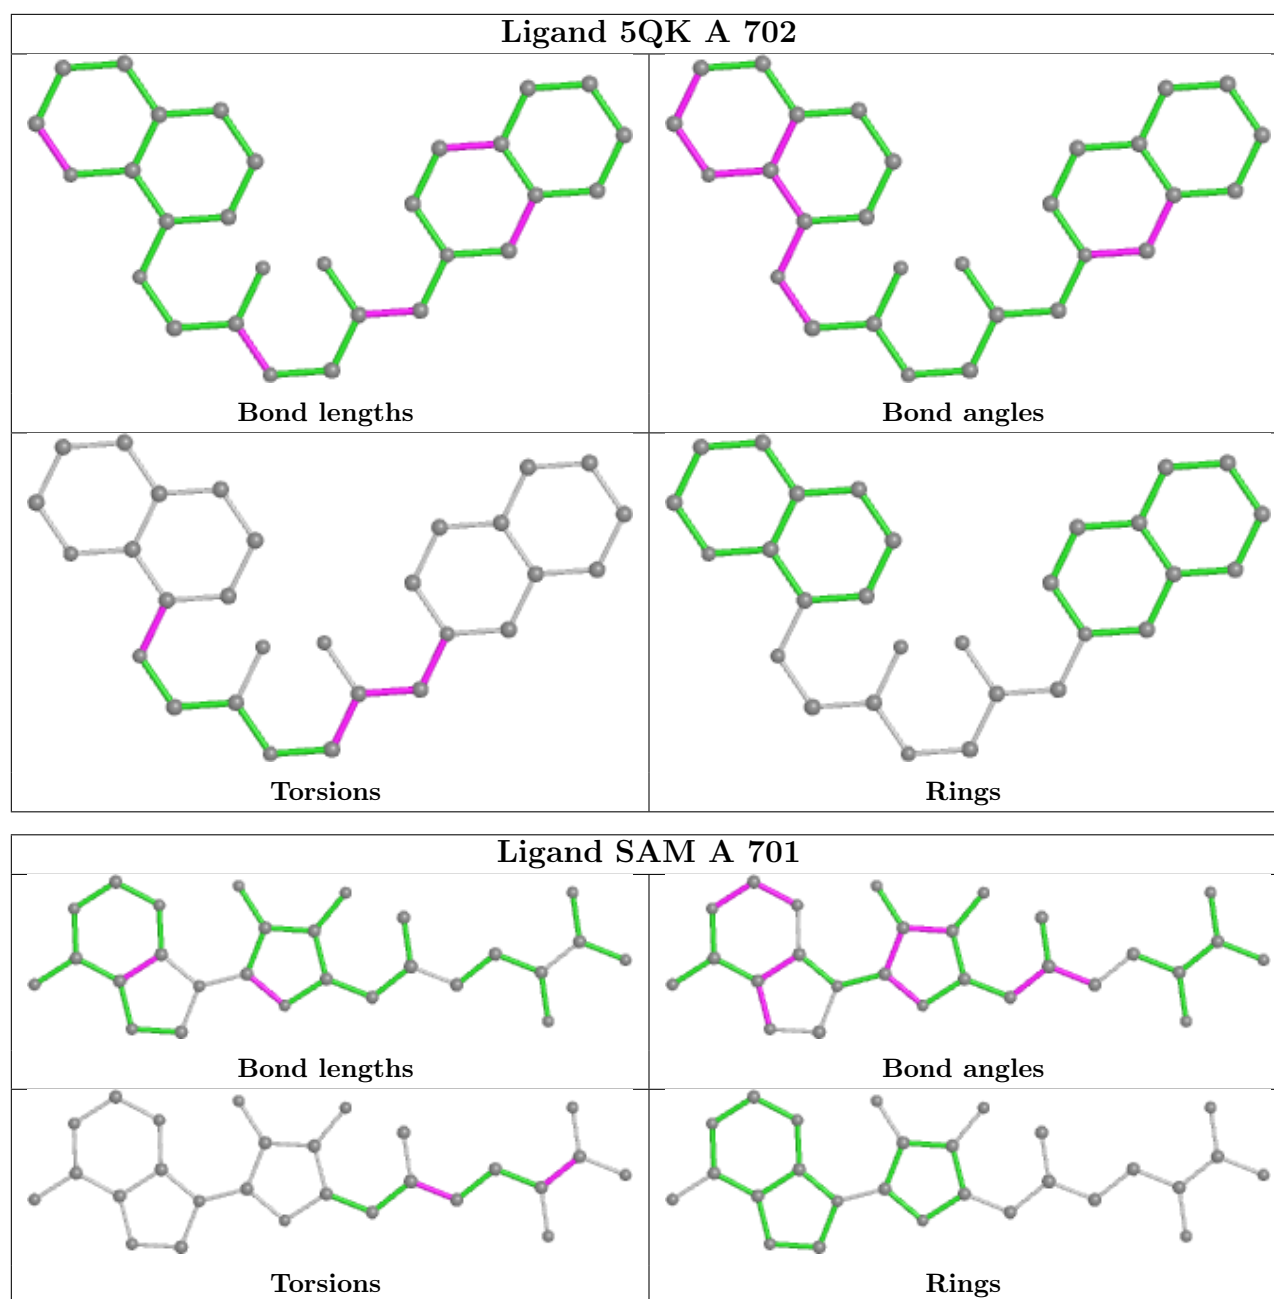 Ligand 5QK A 702
Bond lengths
Bond angles
Torsions
Rings
Ligand SAM A 701
Bond lengths
Bond angles
Torsions
Rings